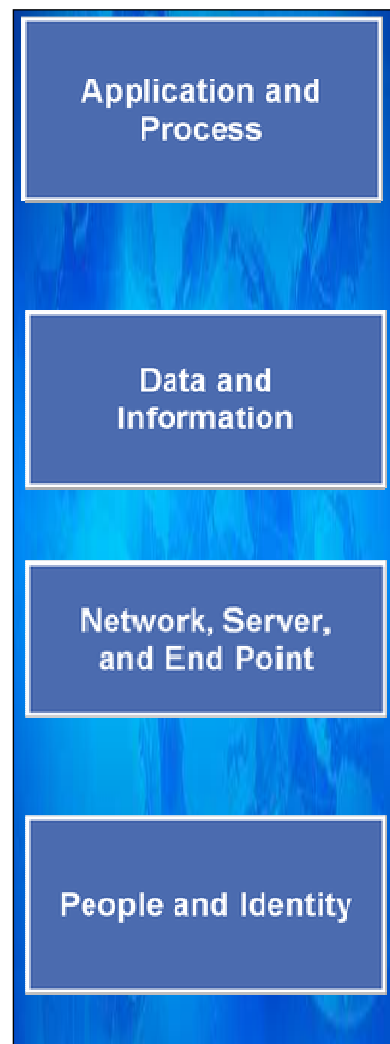 Application and
Process
Data and
Information
Network, Server,
and End Point
People and Identity